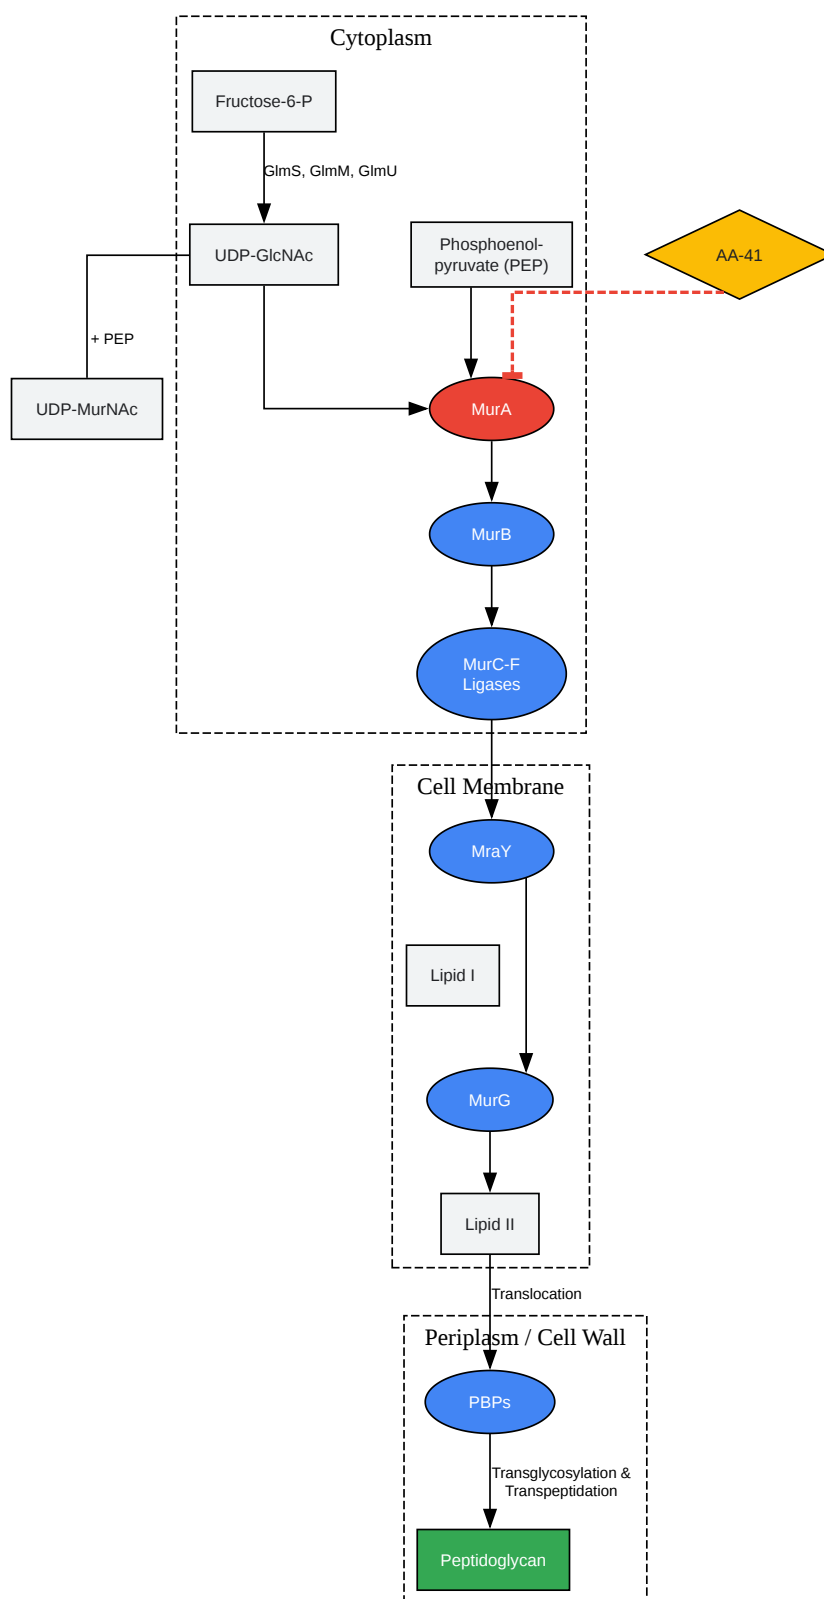 Cytoplasm
Fructose-6-P
GlmS, GlmM, GlmU
UDP-GlcNAc
Phosphoenol-
pyruvate (PEP)
AA-41
+ PEP
UDP-MurNAc
MurA
MurB
MurC-F
Ligases
Cell Membrane
MraY
Lipid I
MurG
Lipid II
Translocation
Periplasm / Cell Wall
PBPs
Transglycosylation &
Transpeptidation
Peptidoglycan